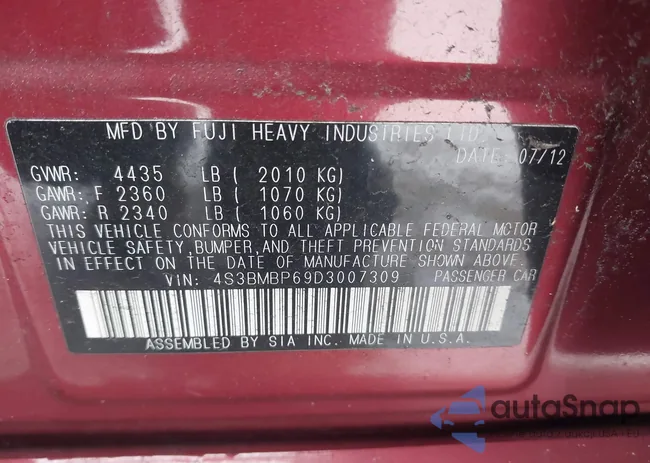 MFD BY FUJI HEAVY INDUSTRIES LTD.
DATE: 07/12
GVWR: 4435 LB ( 2010 KG)
GAWR: F 2360 LB ( 1070 KG)
GAWR: R 2340 LB ( 1060 KG)
THIS VEHICLE CONFORMS TO ALL APPLICABLE FEDERAL MOTOR
VEHICLE SAFETY, BUMPER, AND THEFT PREVENTION STANDARDS
IN EFFECT ON THE DATE OF MANUFACTURE SHOWN ABOVE.
VIN: 4S3BMBP69D3007309 PASSENGER CAR
ASSEMBLED BY SIA INC. MADE IN U.S.A.
autoSnap